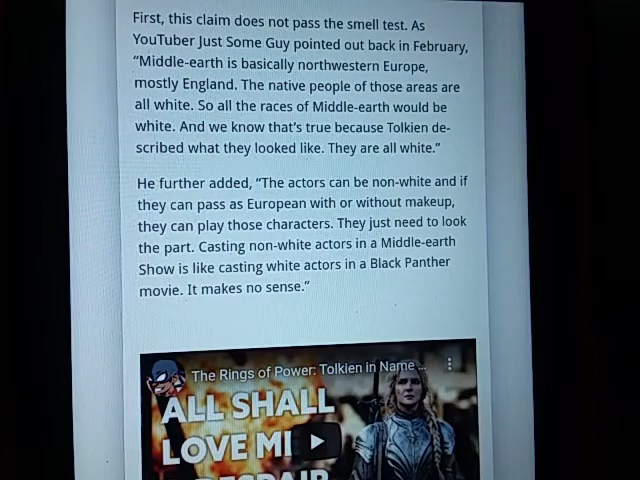 First, this claim does not pass the smell test. As
YouTuber Just Some Guy pointed out back in February,
“Middle-earth is basically northwestern Europe,
mostly England. The native people of those areas are
all white. So all the races of Middle-earth would be
white. And we know that’s true because Tolkien de-
scribed what they looked like. They are all white.”
He further added, “The actors can be non-white and if
they can pass as European with or without makeup,
they can play those characters. They just need to look
the part. Casting non-white actors in a Middle-earth
Show is like casting white actors in a Black Panther
movie. It makes no sense.”
The Rings of Power: Tolkien in Name ...
ALL SHALL
LOVE ME
DESPAIR